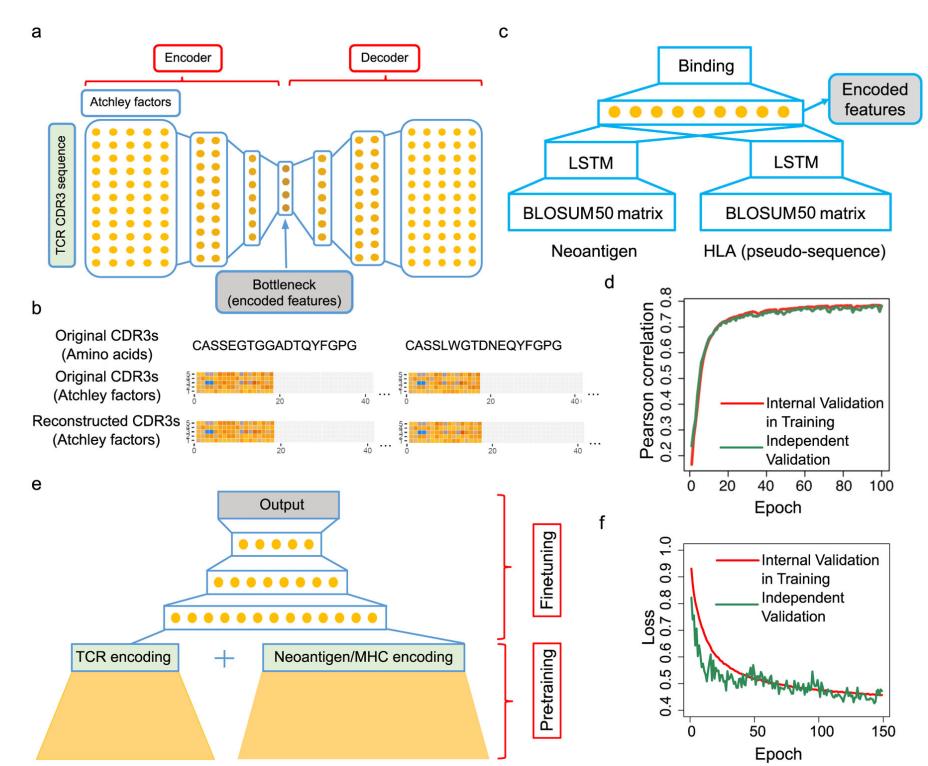 a
Encoder
Decoder
Atchley factors
TCR CDR3 sequence
Bottleneck
(encoded features)
b
Original CDR3s
(Amino acids)
CASSEGTGGADTQYFGPG
CASSLWGTDNEQYFGPG
Original CDR3s
(Atchley factors)
0
20
40
...
0
20
40
...
Reconstructed CDR3s
(Atchley factors)
0
20
40
...
0
20
40
...
c
Binding
Encoded
features
LSTM
LSTM
BLOSUM50 matrix
BLOSUM50 matrix
Neoantigen
HLA (pseudo-sequence)
d
Pearson correlation
0.8
0.7
0.6
0.5
0.4
0.3
0.2
Internal Validation
in Training
Independent
Validation
0 20 40 60 80 100
Epoch
e
Output
Finetuning
TCR encoding
+
Neoantigen/MHC encoding
Pretraining
f
Loss
1.0
0.9
0.8
0.7
0.6
0.5
0.4
Internal Validation
in Training
Independent
Validation
0 50 100 150
Epoch